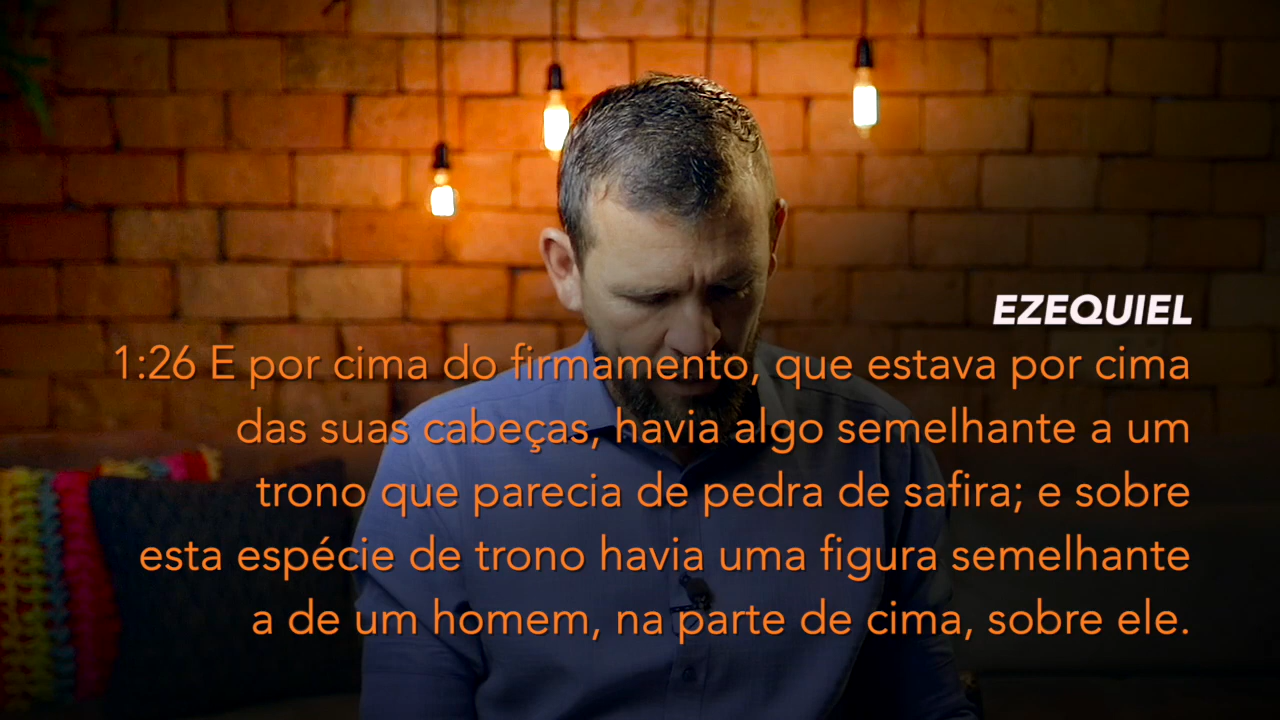 EZEQUIEL
1:26 E por cima do firmamento, que estava por cima
das suas cabeças, havia algo semelhante a um
trono que parecia de pedra de safira; e sobre
esta espécie de trono havia uma figura semelhante
a de um homem, na parte de cima, sobre ele.